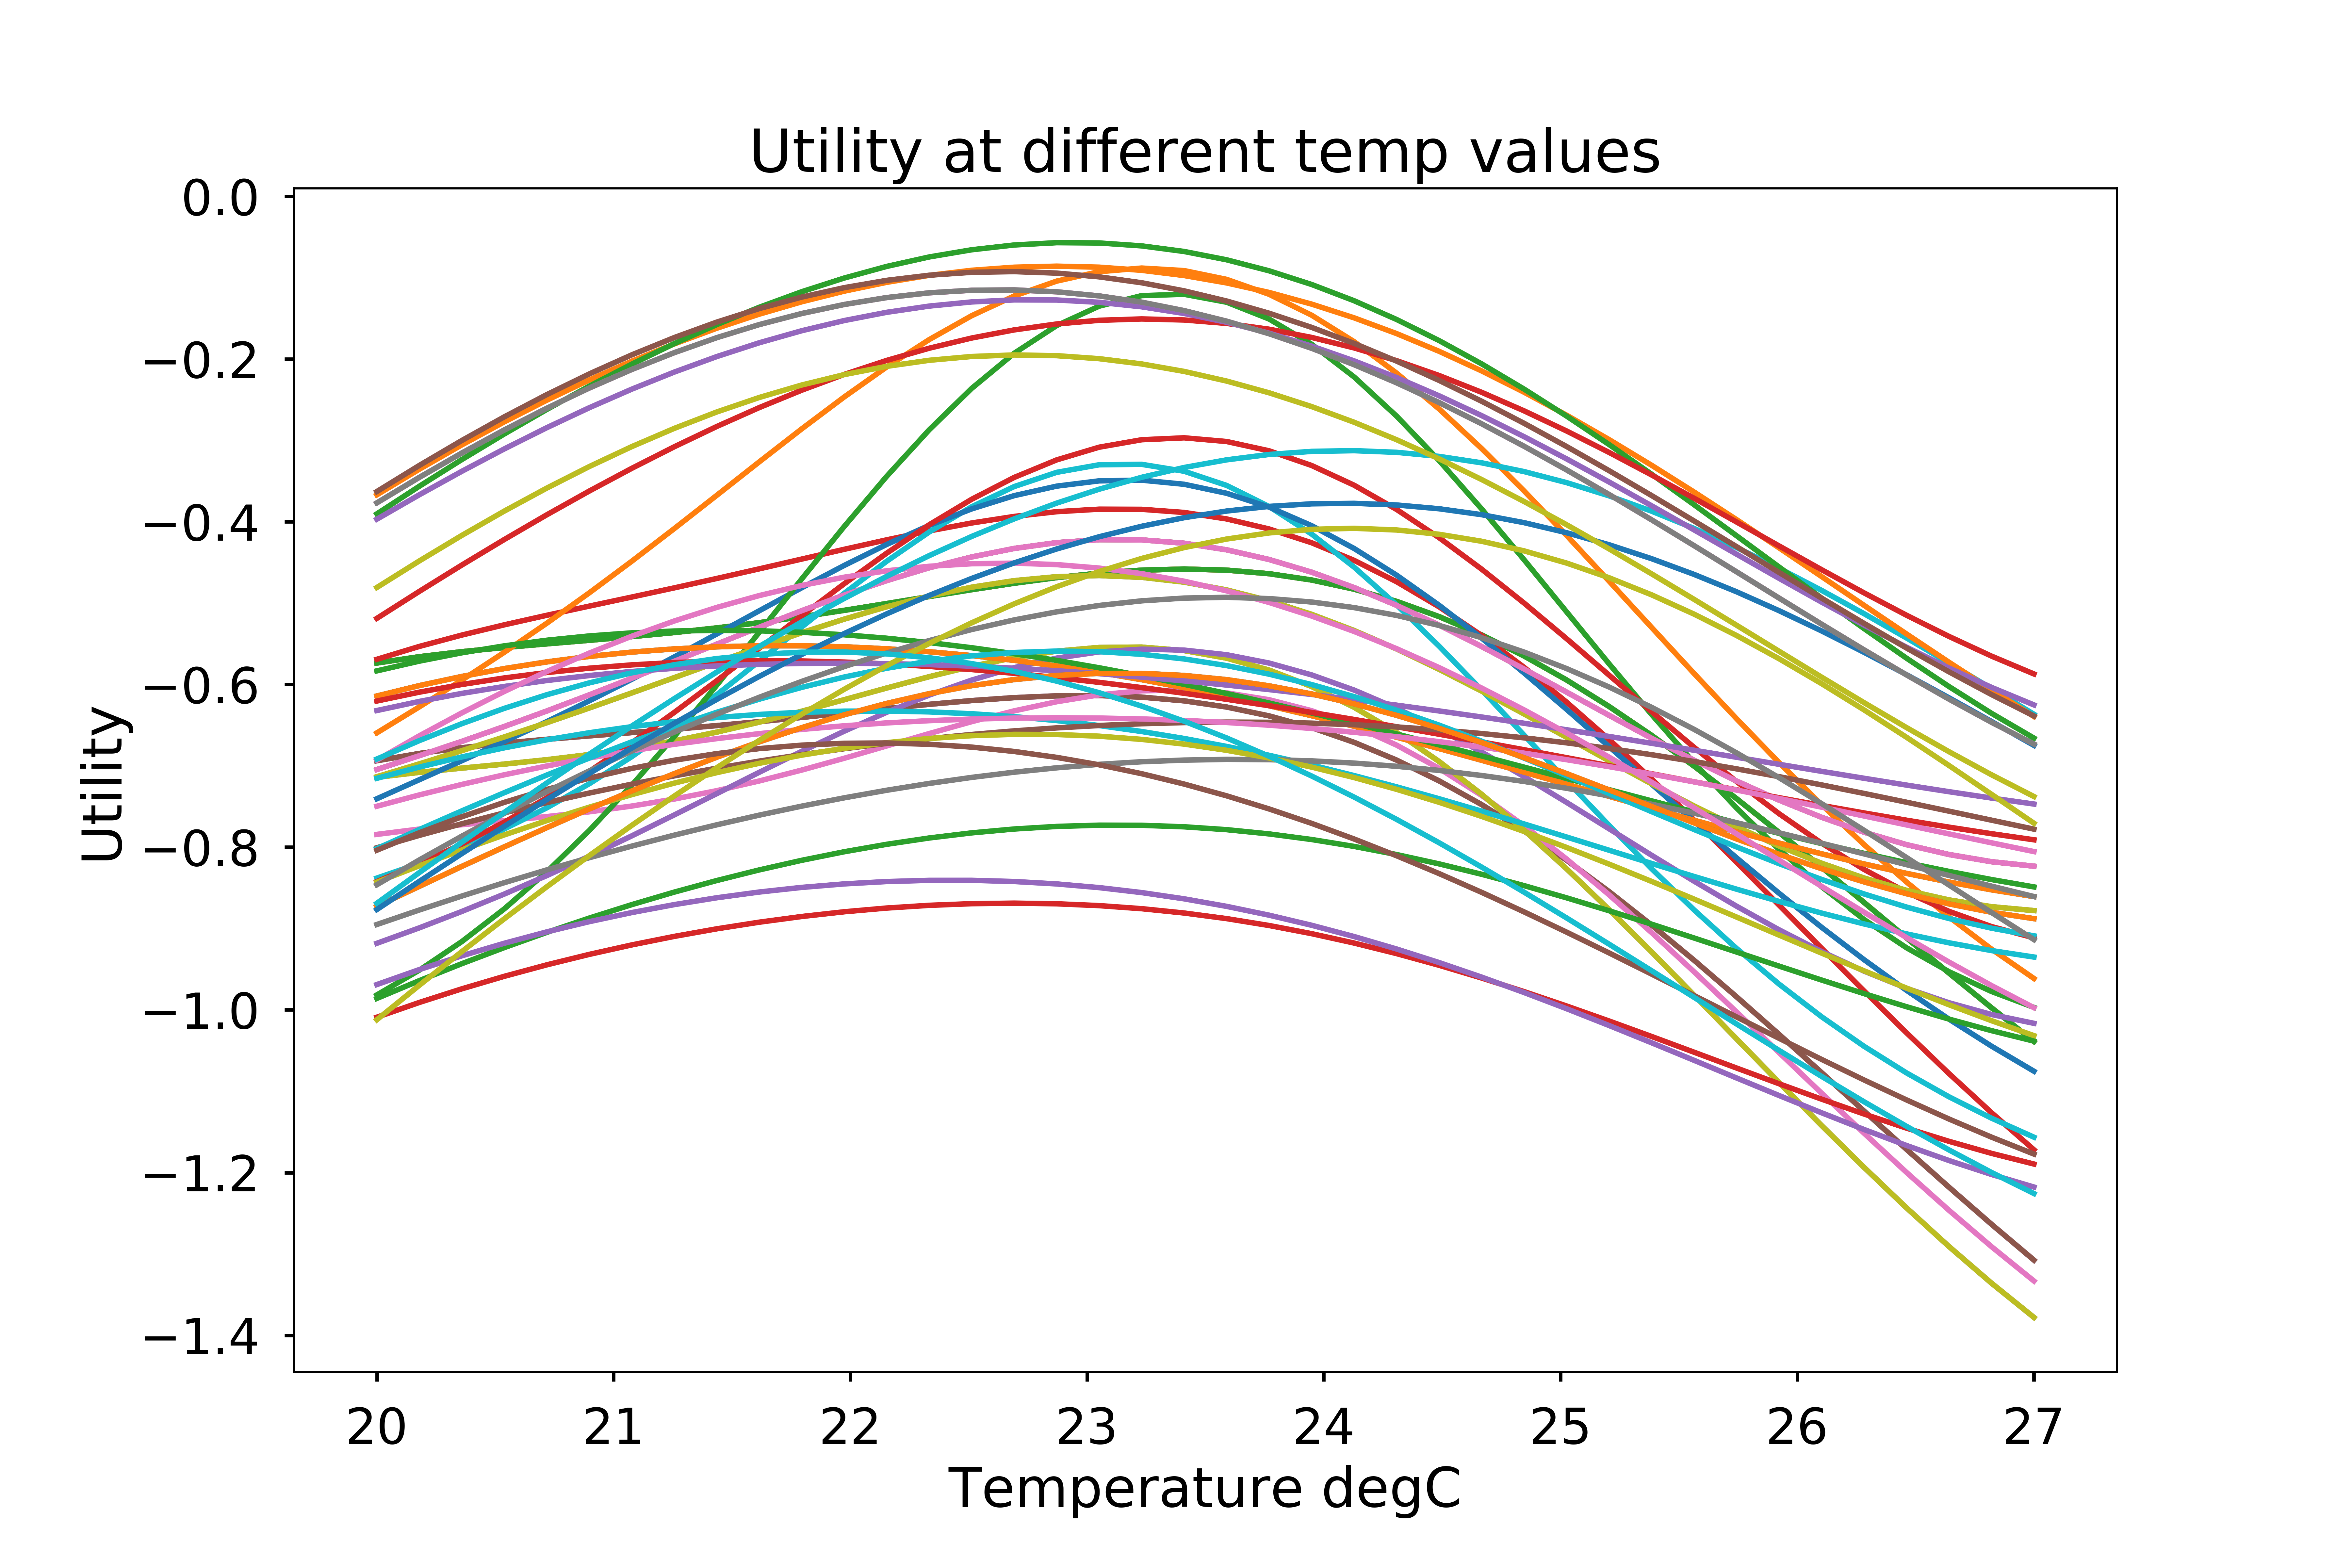 Utility at different temp values
0.0
−0.2
−0.4
−0.6
−0.8
−1.0
−1.2
−1.4
Utility
20 21 22 23 24 25 26 27
Temperature degC